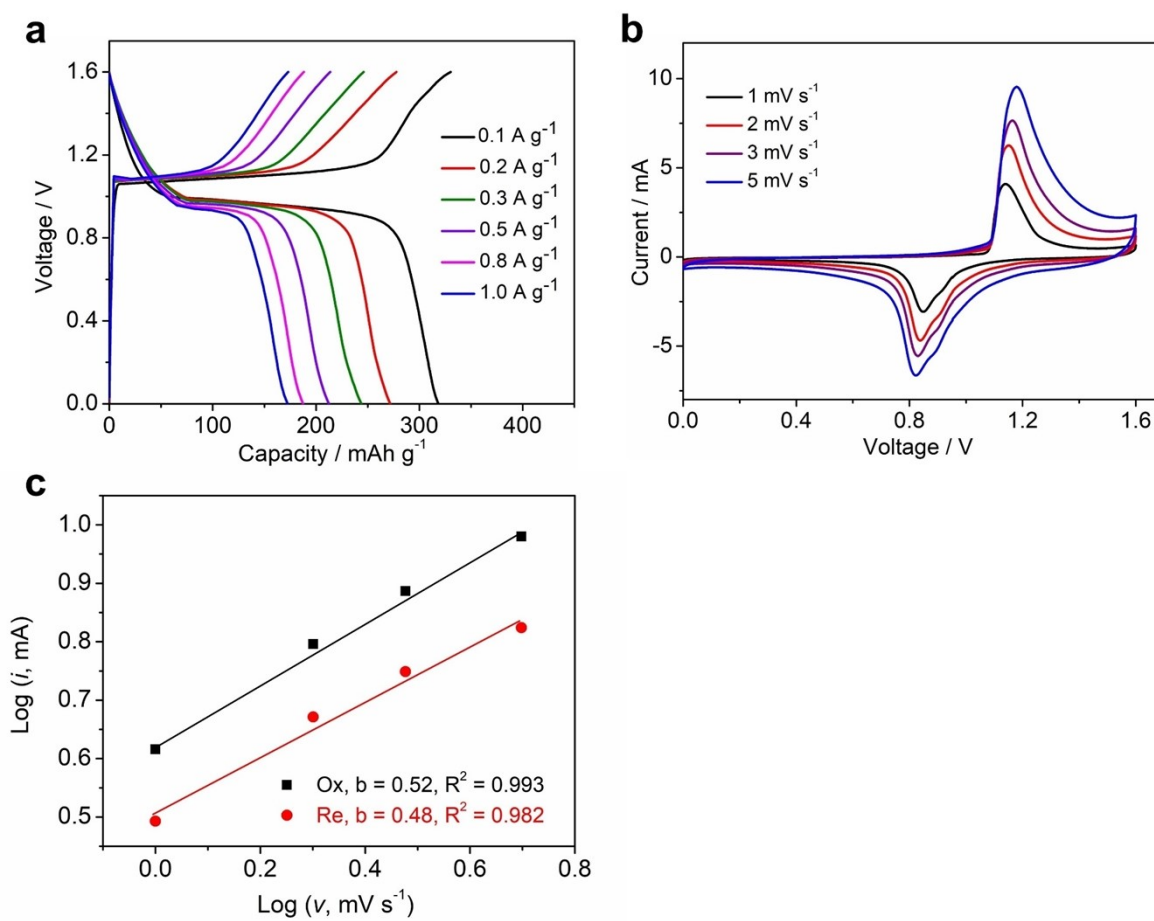 a
1.6
1.2
0.8
0.4
0.0
Voltage / V
0.1 A g⁻¹
0.2 A g⁻¹
0.3 A g⁻¹
0.5 A g⁻¹
0.8 A g⁻¹
1.0 A g⁻¹
0 100 200 300 400
Capacity / mAh g⁻¹
b
10
5
0
-5
Current / mA
1 mV s⁻¹
2 mV s⁻¹
3 mV s⁻¹
5 mV s⁻¹
0.0 0.4 0.8 1.2 1.6
Voltage / V
c
1.0
0.9
0.8
0.7
0.6
0.5
Log (i, mA)
Ox, b = 0.52, R² = 0.993
Re, b = 0.48, R² = 0.982
0.0 0.2 0.4 0.6 0.8
Log (v, mV s⁻¹)